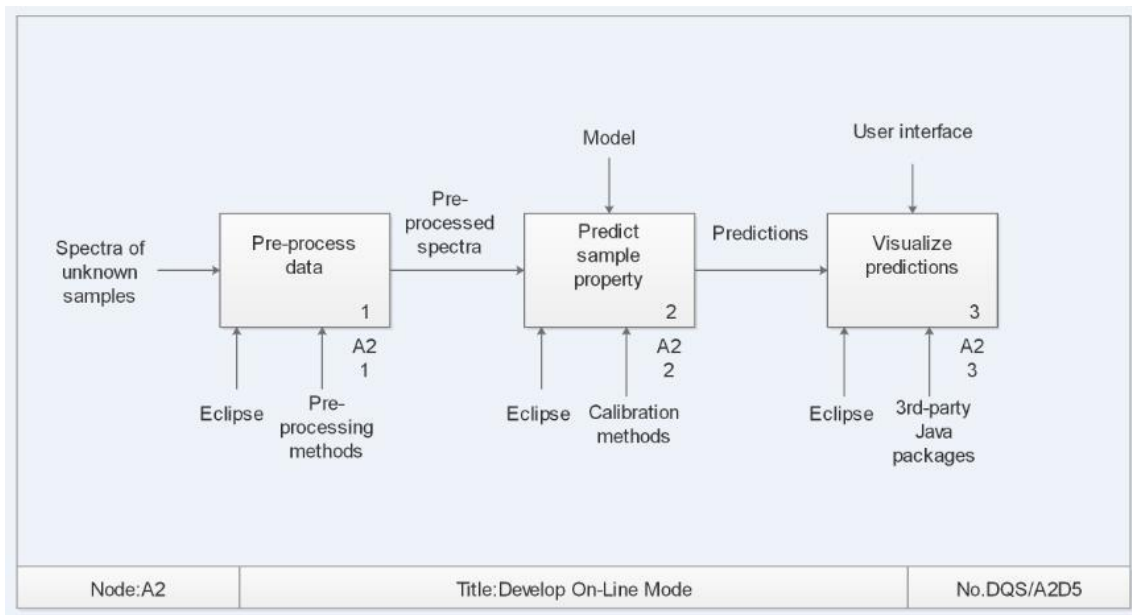 Model
User interface
Pre-
processed
spectra
Spectra of
unknown
samples
Pre-process
data
1
Predict
sample
property
2
Predictions
Visualize
predictions
3
A2
1
A2
2
A2
3
Eclipse
Pre-
processing
methods
Eclipse
Calibration
methods
Eclipse
3rd-party
Java
packages
Node:A2
Title:Develop On-Line Mode
No.DQS/A2D5